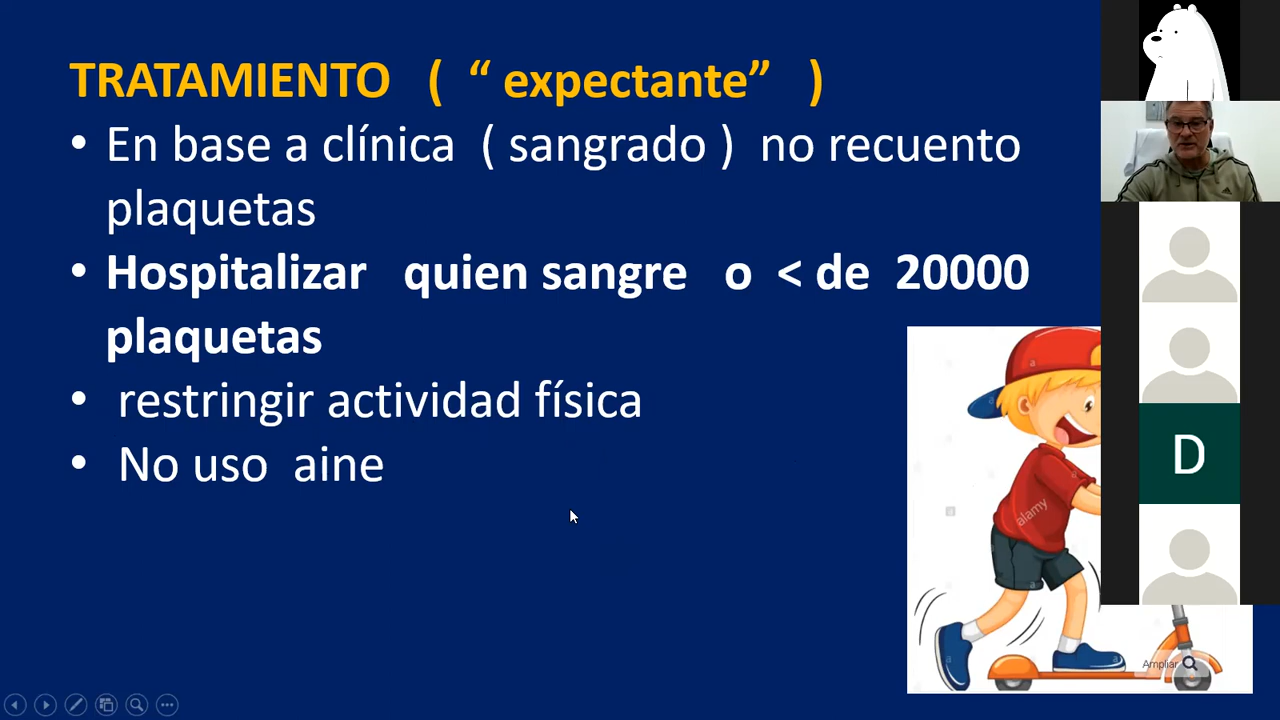 TRATAMIENTO ( “ expectante” )
• En base a clínica ( sangrado ) no recuento
plaquetas
• Hospitalizar quien sangre o < de 20000
plaquetas
• restringir actividad física
• No uso aine
D
a
alamy
a
a
a
Ampliar